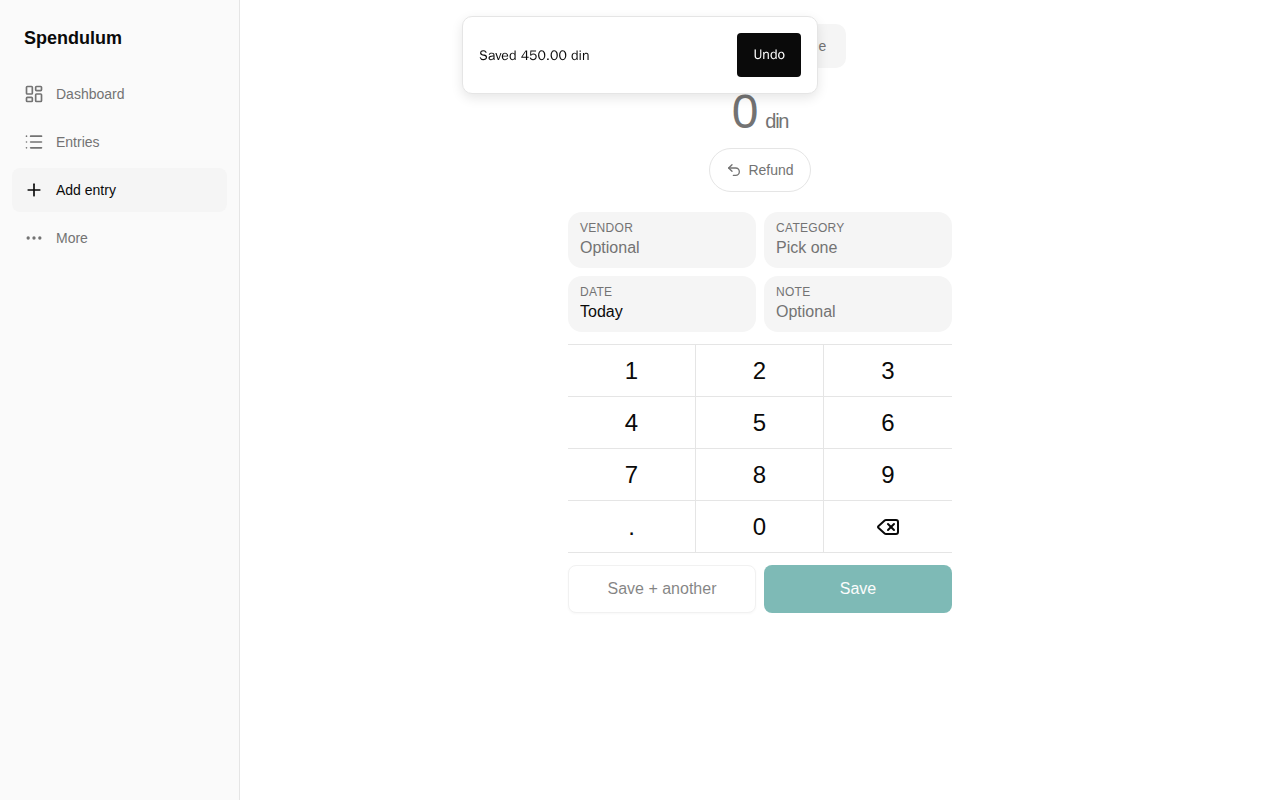 Spendulum
Dashboard
Entries
Add entry
More
Saved 450.00 din
Undo
0 din
Refund
VENDOR
Optional
CATEGORY
Pick one
DATE
Today
NOTE
Optional
1 2 3
4 5 6
7 8 9
. 0
Save + another
Save